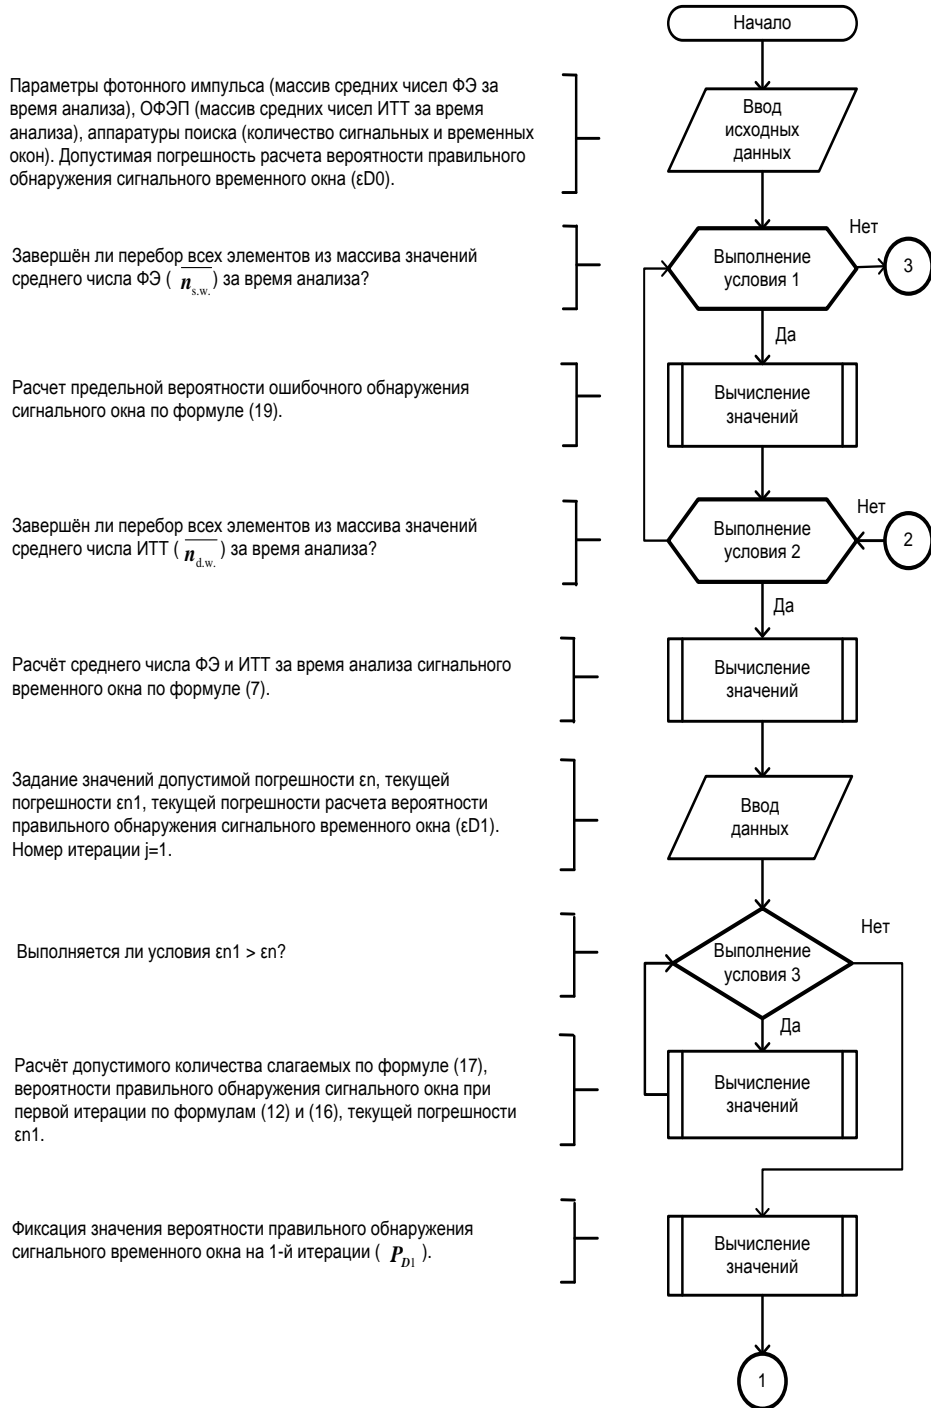 Начало
Параметры фотонного импульса (массив средних чисел ФЭ за
время анализа), ОФЭП (массив средних чисел ИТТ за время
анализа), аппаратуры поиска (количество сигнальных и временных
окон). Допустимая погрешность расчета вероятности правильного
обнаружения сигнального временного окна (εD0).
Ввод
исходных
данных
Завершён ли перебор всех элементов из массива значений
среднего числа ФЭ ( n s.w. ) за время анализа?
Выполнение
условия 1
Нет
3
Да
Расчет предельной вероятности ошибочного обнаружения
сигнального окна по формуле (19).
Вычисление
значений
Завершён ли перебор всех элементов из массива значений
среднего числа ИТТ ( n d.w. ) за время анализа?
Выполнение
условия 2
Нет
2
Да
Расчёт среднего числа ФЭ и ИТТ за время анализа сигнального
временного окна по формуле (7).
Вычисление
значений
Задание значений допустимой погрешности εn, текущей
погрешности εn1, текущей погрешности расчета вероятности
правильного обнаружения сигнального временного окна (εD1).
Номер итерации j=1.
Ввод
данных
Выполняется ли условия εn1 > εn?
Выполнение
условия 3
Нет
Да
Расчёт допустимого количества слагаемых по формуле (17),
вероятности правильного обнаружения сигнального окна при
первой итерации по формулам (12) и (16), текущей погрешности
εn1.
Вычисление
значений
Фиксация значения вероятности правильного обнаружения
сигнального временного окна на 1-й итерации ( P D1 ).
Вычисление
значений
1